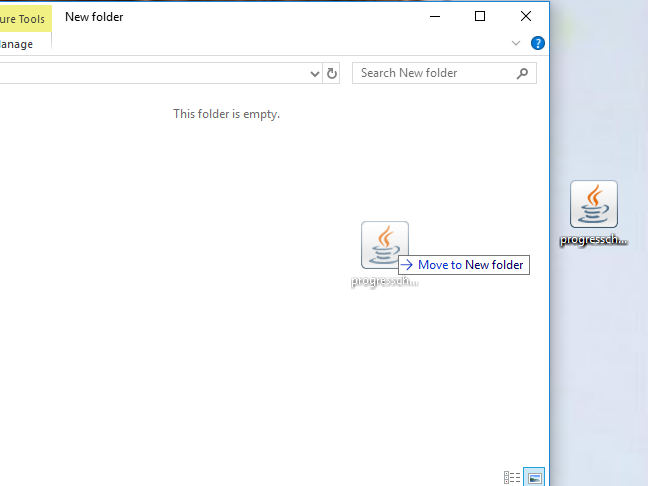 ure Tools
New folder
lanage
Search New folder
This folder is empty.
progressch...
Move to New folder
progressch...